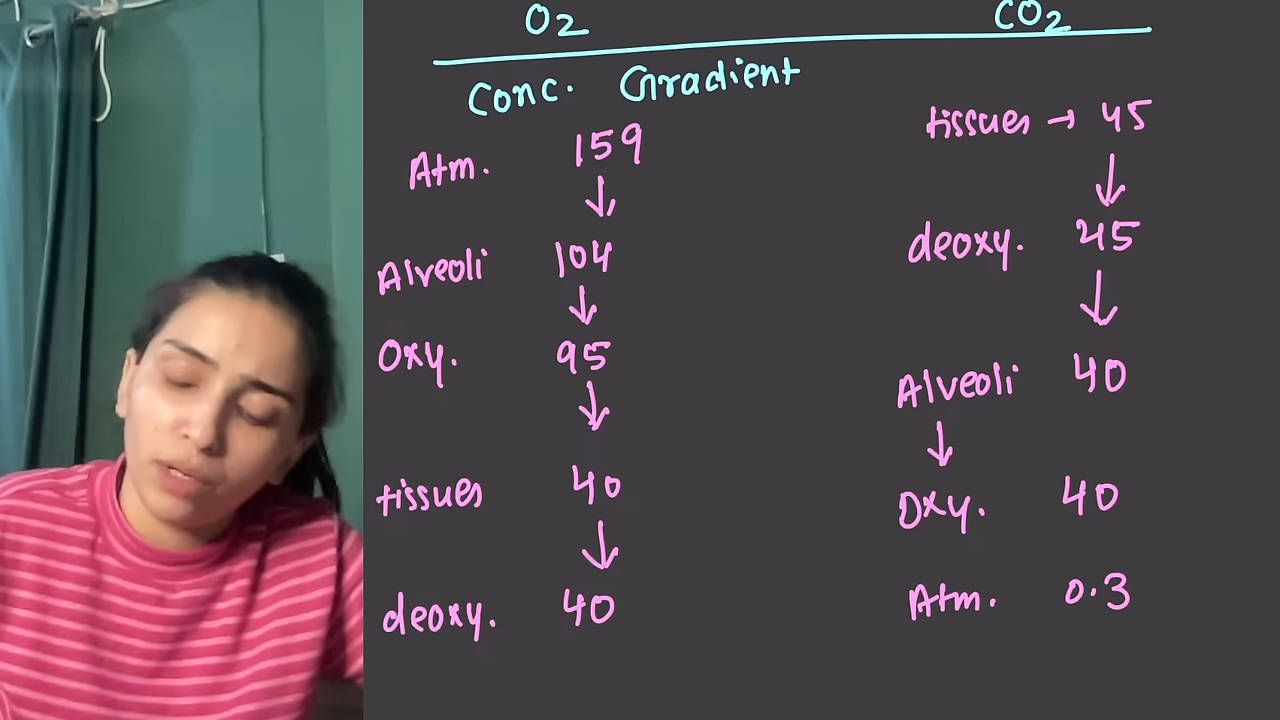 O2 CO2
Conc. Gradient
Atm. 159
↓
Alveoli 104
↓
Oxy. 95
↓
tissues 40
↓
deoxy. 40
tissues → 45
↓
deoxy. 45
↓
Alveoli 40
↓
Oxy. 40
Atm. 0.3